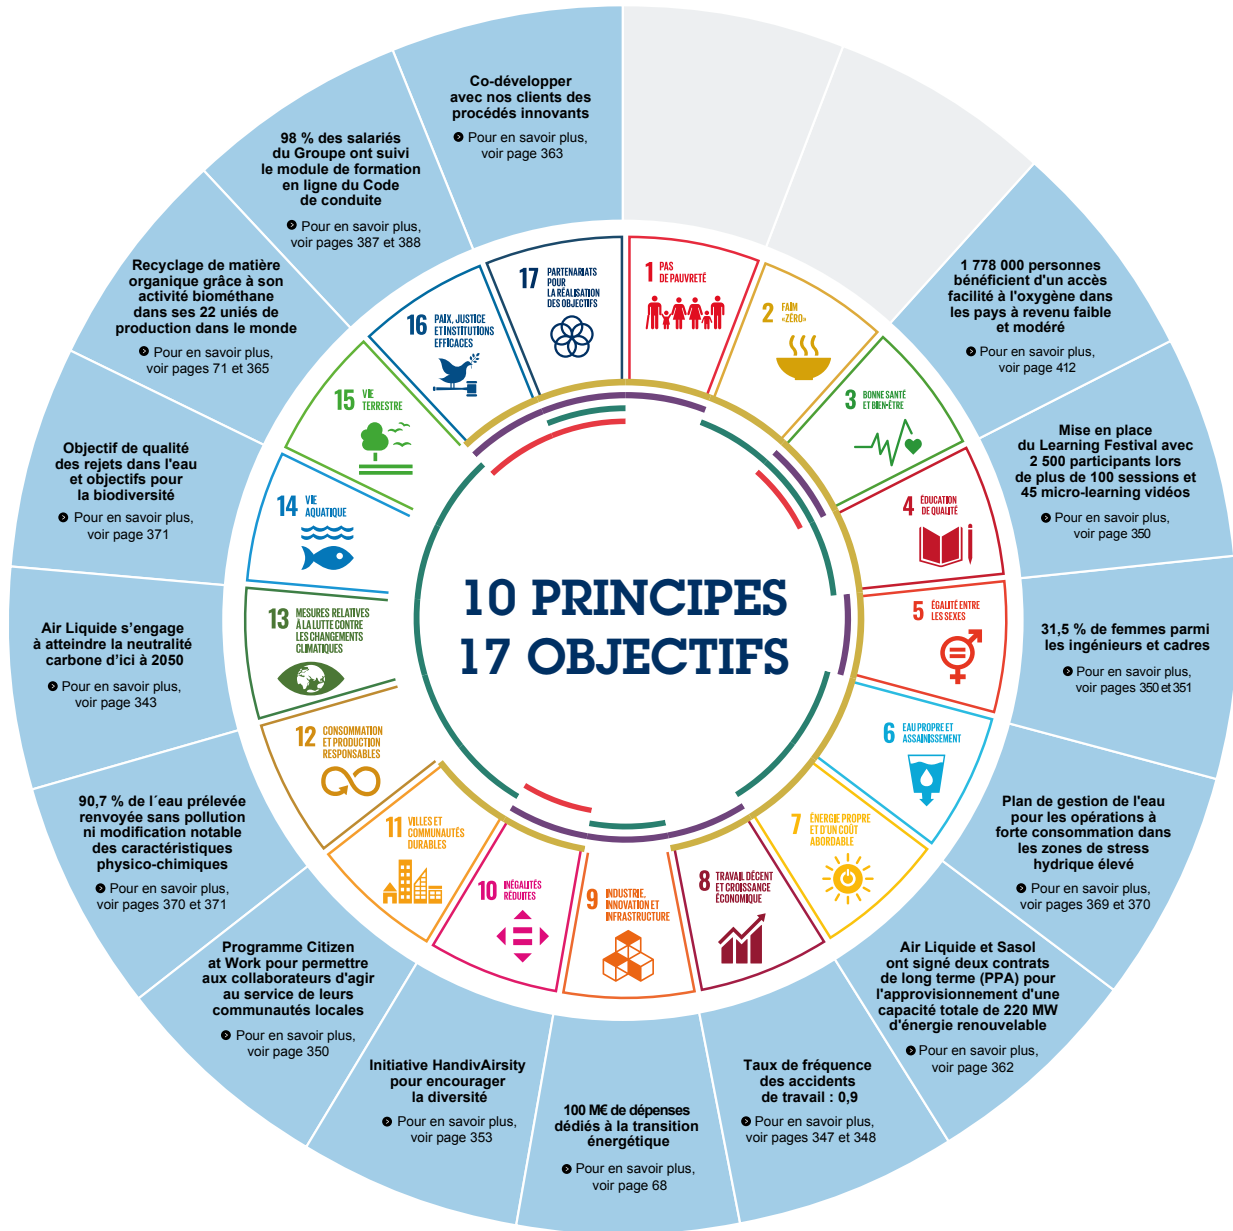 10 PRINCIPES
17 OBJECTIFS
1 PAS
DE PAUVRETÉ
2 FAIM
«ZÉRO»
3 BONNE SANTÉ
ET BIEN-ÊTRE
1 778 000 personnes
bénéficient d'un accès
facilité à l'oxygène dans
les pays à revenu faible
et modéré
Pour en savoir plus,
voir page 412
4 ÉDUCATION
DE QUALITÉ
Mise en place
du Learning Festival avec
2 500 participants lors
de plus de 100 sessions et
45 micro-learning vidéos
Pour en savoir plus,
voir page 350
5 ÉGALITÉ ENTRE
LES SEXES
31,5 % de femmes parmi
les ingénieurs et cadres
Pour en savoir plus,
voir pages 350 et 351
6 EAU PROPRE ET
ASSAINISSEMENT
Plan de gestion de l'eau
pour les opérations à
forte consommation dans
les zones de stress
hydrique élevé
Pour en savoir plus,
voir pages 369 et 370
7 ÉNERGIE PROPRE
ET D'UN COÛT
ABORDABLE
Air Liquide et Sasol
ont signé deux contrats
de long terme (PPA) pour
l'approvisionnement d'une
capacité totale de 220 MW
d'énergie renouvelable
Pour en savoir plus,
voir page 362
8 TRAVAIL DÉCENT
ET CROISSANCE
ÉCONOMIQUE
Taux de fréquence
des accidents
de travail : 0,9
Pour en savoir plus,
voir pages 347 et 348
9 INDUSTRIE,
INNOVATION ET
INFRASTRUCTURE
100 M€ de dépenses
dédiés à la transition
énergétique
Pour en savoir plus,
voir page 68
10 INÉGALITÉS
RÉDUITES
Initiative HandivAirsity
pour encourager
la diversité
Pour en savoir plus,
voir page 353
11 VILLES ET
COMMUNAUTÉS
DURABLES
Programme Citizen
at Work pour permettre
aux collaborateurs d'agir
au service de leurs
communautés locales
Pour en savoir plus,
voir page 350
12 CONSOMMATION
ET PRODUCTION
RESPONSABLES
90,7 % de l´eau prélevée
renvoyée sans pollution
ni modification notable
des caractéristiques
physico-chimiques
Pour en savoir plus,
voir pages 370 et 371
13 MESURES RELATIVES
À LA LUTTE CONTRE
LES CHANGEMENTS
CLIMATIQUES
Air Liquide s’engage
à atteindre la neutralité
carbone d’ici à 2050
Pour en savoir plus,
voir page 343
14 VIE
AQUATIQUE
Objectif de qualité
des rejets dans l'eau
et objectifs pour
la biodiversité
Pour en savoir plus,
voir page 371
15 VIE
TERRESTRE
Recyclage de matière
organique grâce à son
activité biométhane
dans ses 22 uniés de
production dans le monde
Pour en savoir plus,
voir pages 71 et 365
16 PAIX, JUSTICE
ET INSTITUTIONS
EFFICACES
98 % des salariés
du Groupe ont suivi
le module de formation
en ligne du Code
de conduite
Pour en savoir plus,
voir pages 387 et 388
17 PARTENARIATS
POUR
LA RÉALISATION
DES OBJECTIFS
Co-développer
avec nos clients des
procédés innovants
Pour en savoir plus,
voir page 363